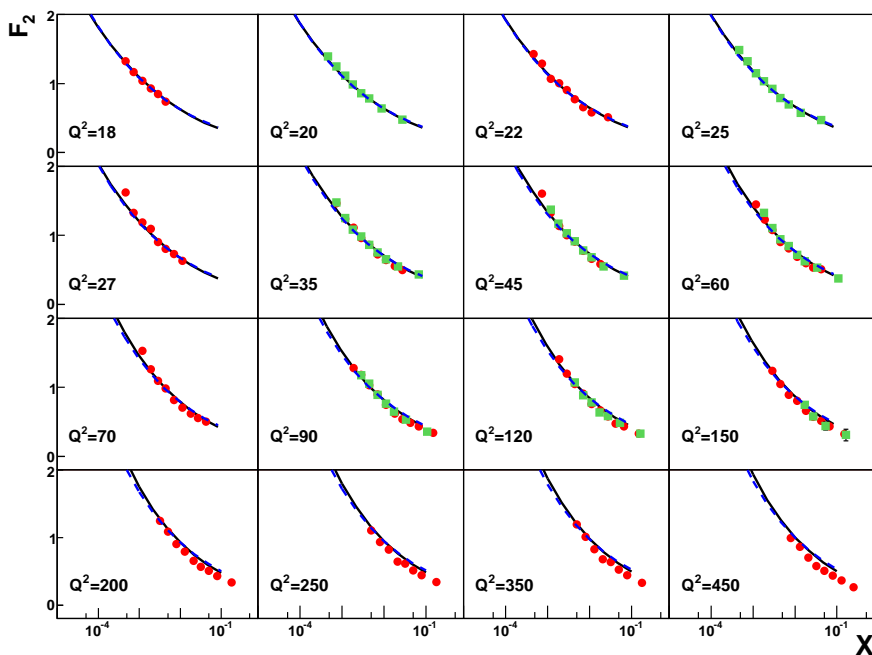 F₂
2
1
0
Q²=18
Q²=20
Q²=22
Q²=25
2
1
0
Q²=27
Q²=35
Q²=45
Q²=60
2
1
0
Q²=70
Q²=90
Q²=120
Q²=150
2
1
0
Q²=200
Q²=250
Q²=350
Q²=450
10⁻⁴ 10⁻¹ 10⁻⁴ 10⁻¹ 10⁻⁴ 10⁻¹ 10⁻⁴ 10⁻¹
X